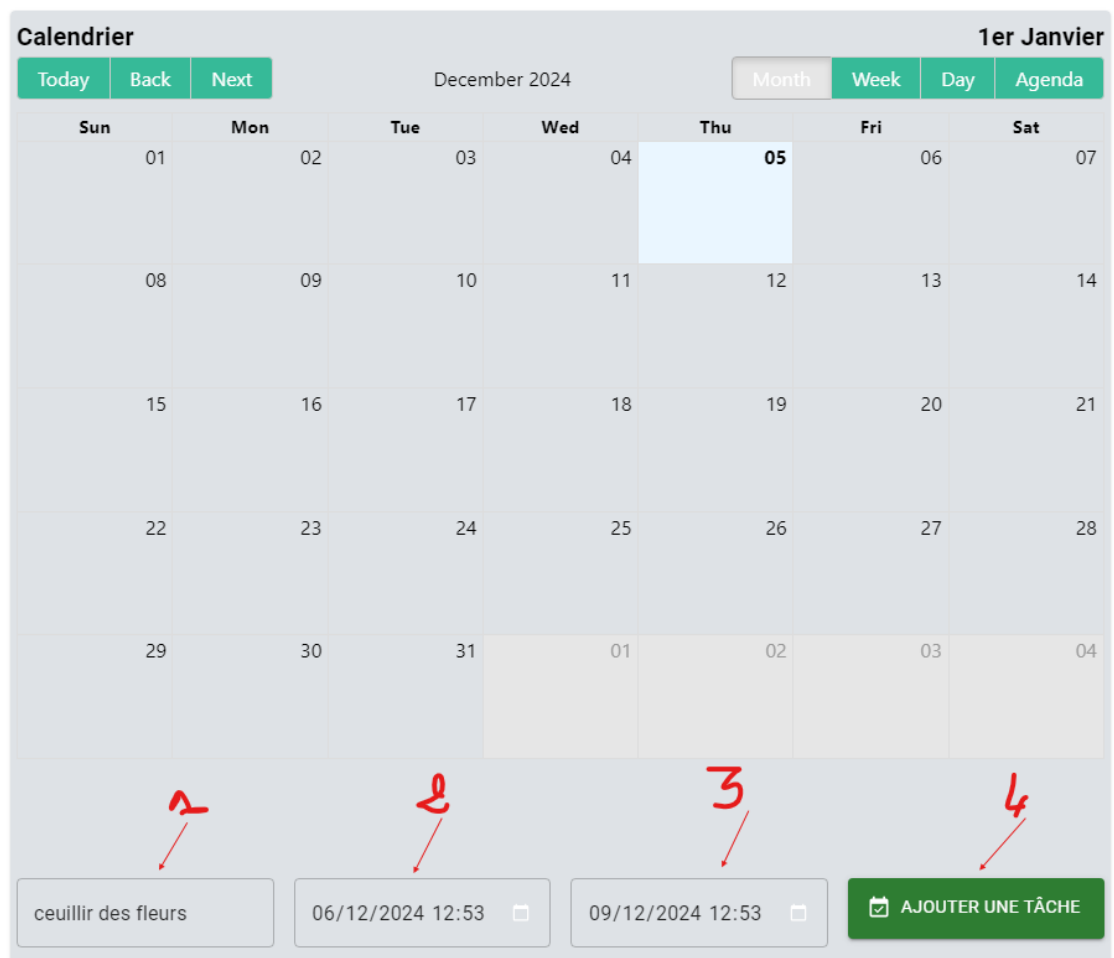 Calendrier 1er Janvier
Today Back Next December 2024 Month Week Day Agenda
Sun Mon Tue Wed Thu Fri Sat
01 02 03 04 05 06 07
08 09 10 11 12 13 14
15 16 17 18 19 20 21
22 23 24 25 26 27 28
29 30 31 01 02 03 04
1 2 3 4
ceuillir des fleurs 06/12/2024 12:53 09/12/2024 12:53 AJOUTER UNE TÂCHE